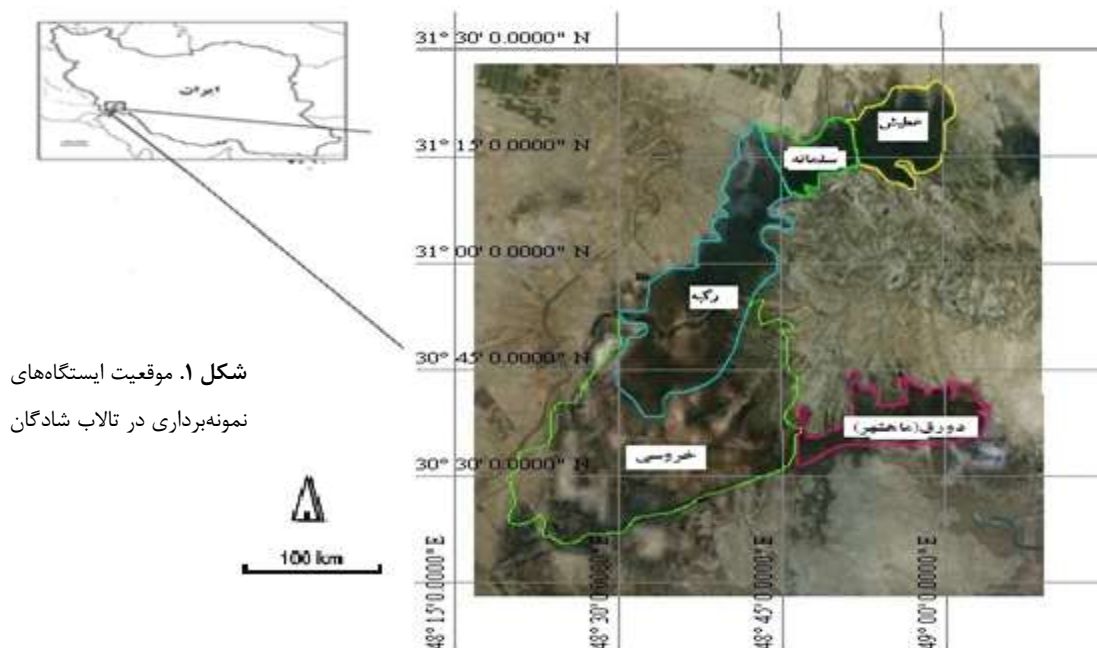 ایران
31° 30' 0.0000" N
عطیش
31° 15' 0.0000" N
سلمانه
31° 00' 0.0000" N
رگبه
30° 45' 0.0000" N
شکل ۱. موقعیت ایستگاه‌های
نمونه‌برداری در تالاب شادگان
دورق(ماهشهر)
خروسی
30° 30' 0.0000" N
100 km
48° 15' 0.0000" E
48° 30' 0.0000" E
48° 45' 0.0000" E
49° 00' 0.0000" E